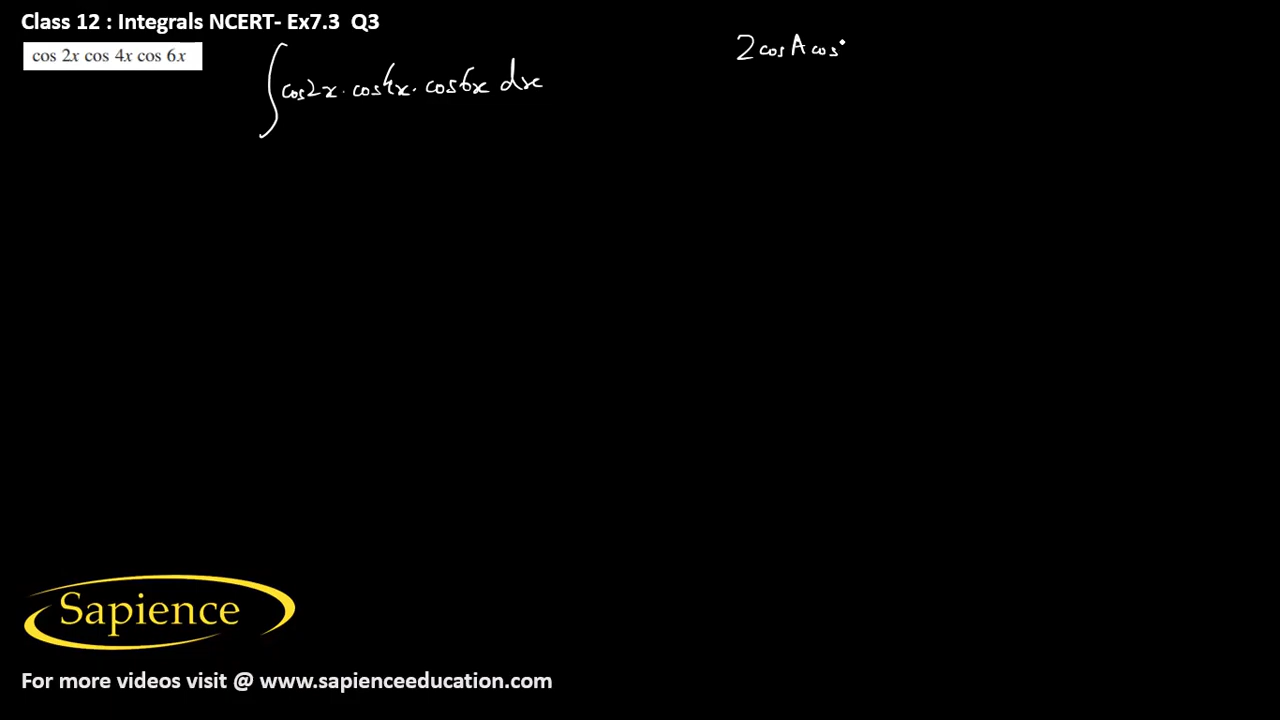 Class 12 : Integrals NCERT- Ex7.3 Q3
cos 2x cos 4x cos 6x
∫cos2x · cos4x · cos6x dx
2 cosA cos
Sapience
For more videos visit @ www.sapienceeducation.com